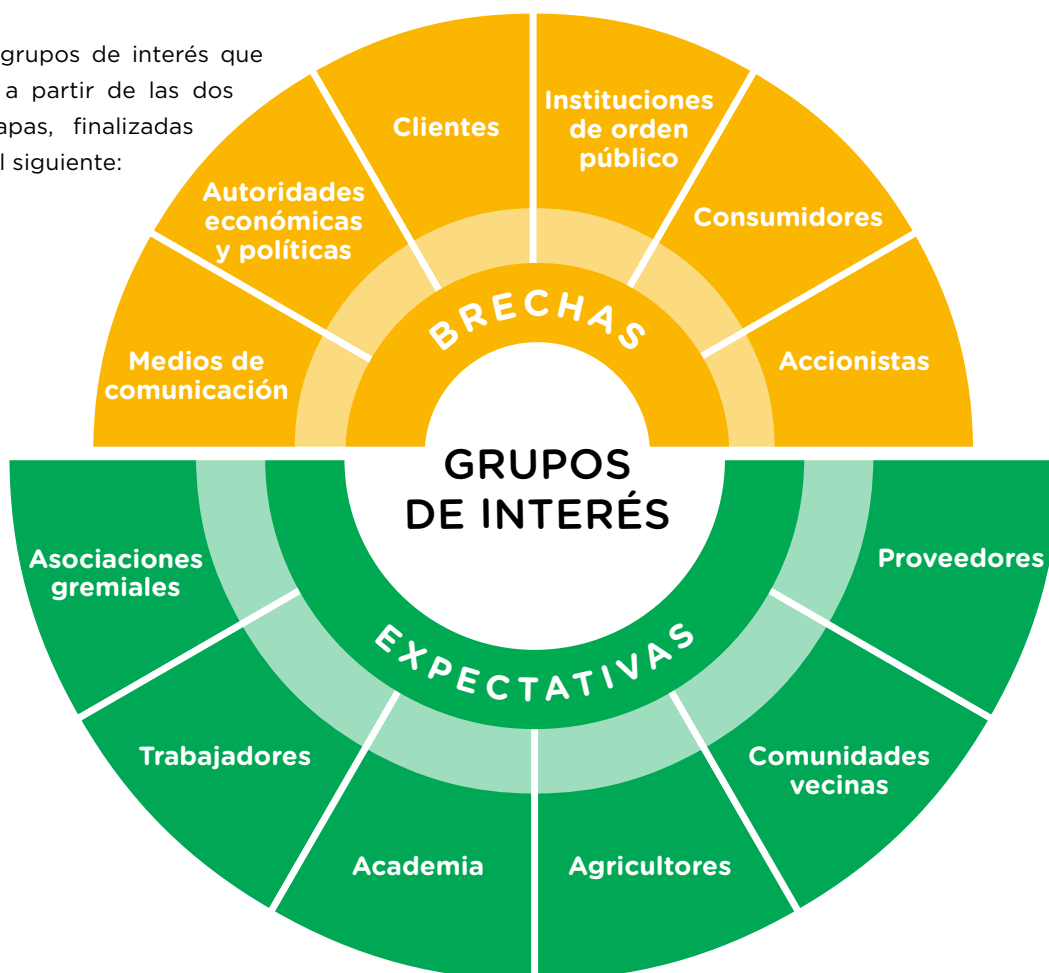 grupos de interés que
a partir de las dos
apas, finalizadas
l siguiente:
Clientes
Instituciones
de orden
público
Autoridades
económicas
y políticas
Consumidores
Medios de
comunicación
Accionistas
BRECHAS
GRUPOS
DE INTERÉS
EXPECTATIVAS
Asociaciones
gremiales
Proveedores
Trabajadores
Comunidades
vecinas
Academia
Agricultores